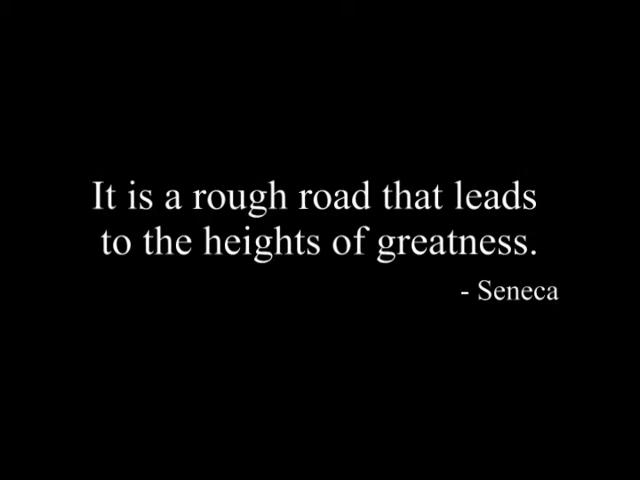 It is a rough road that leads
to the heights of greatness.
- Seneca